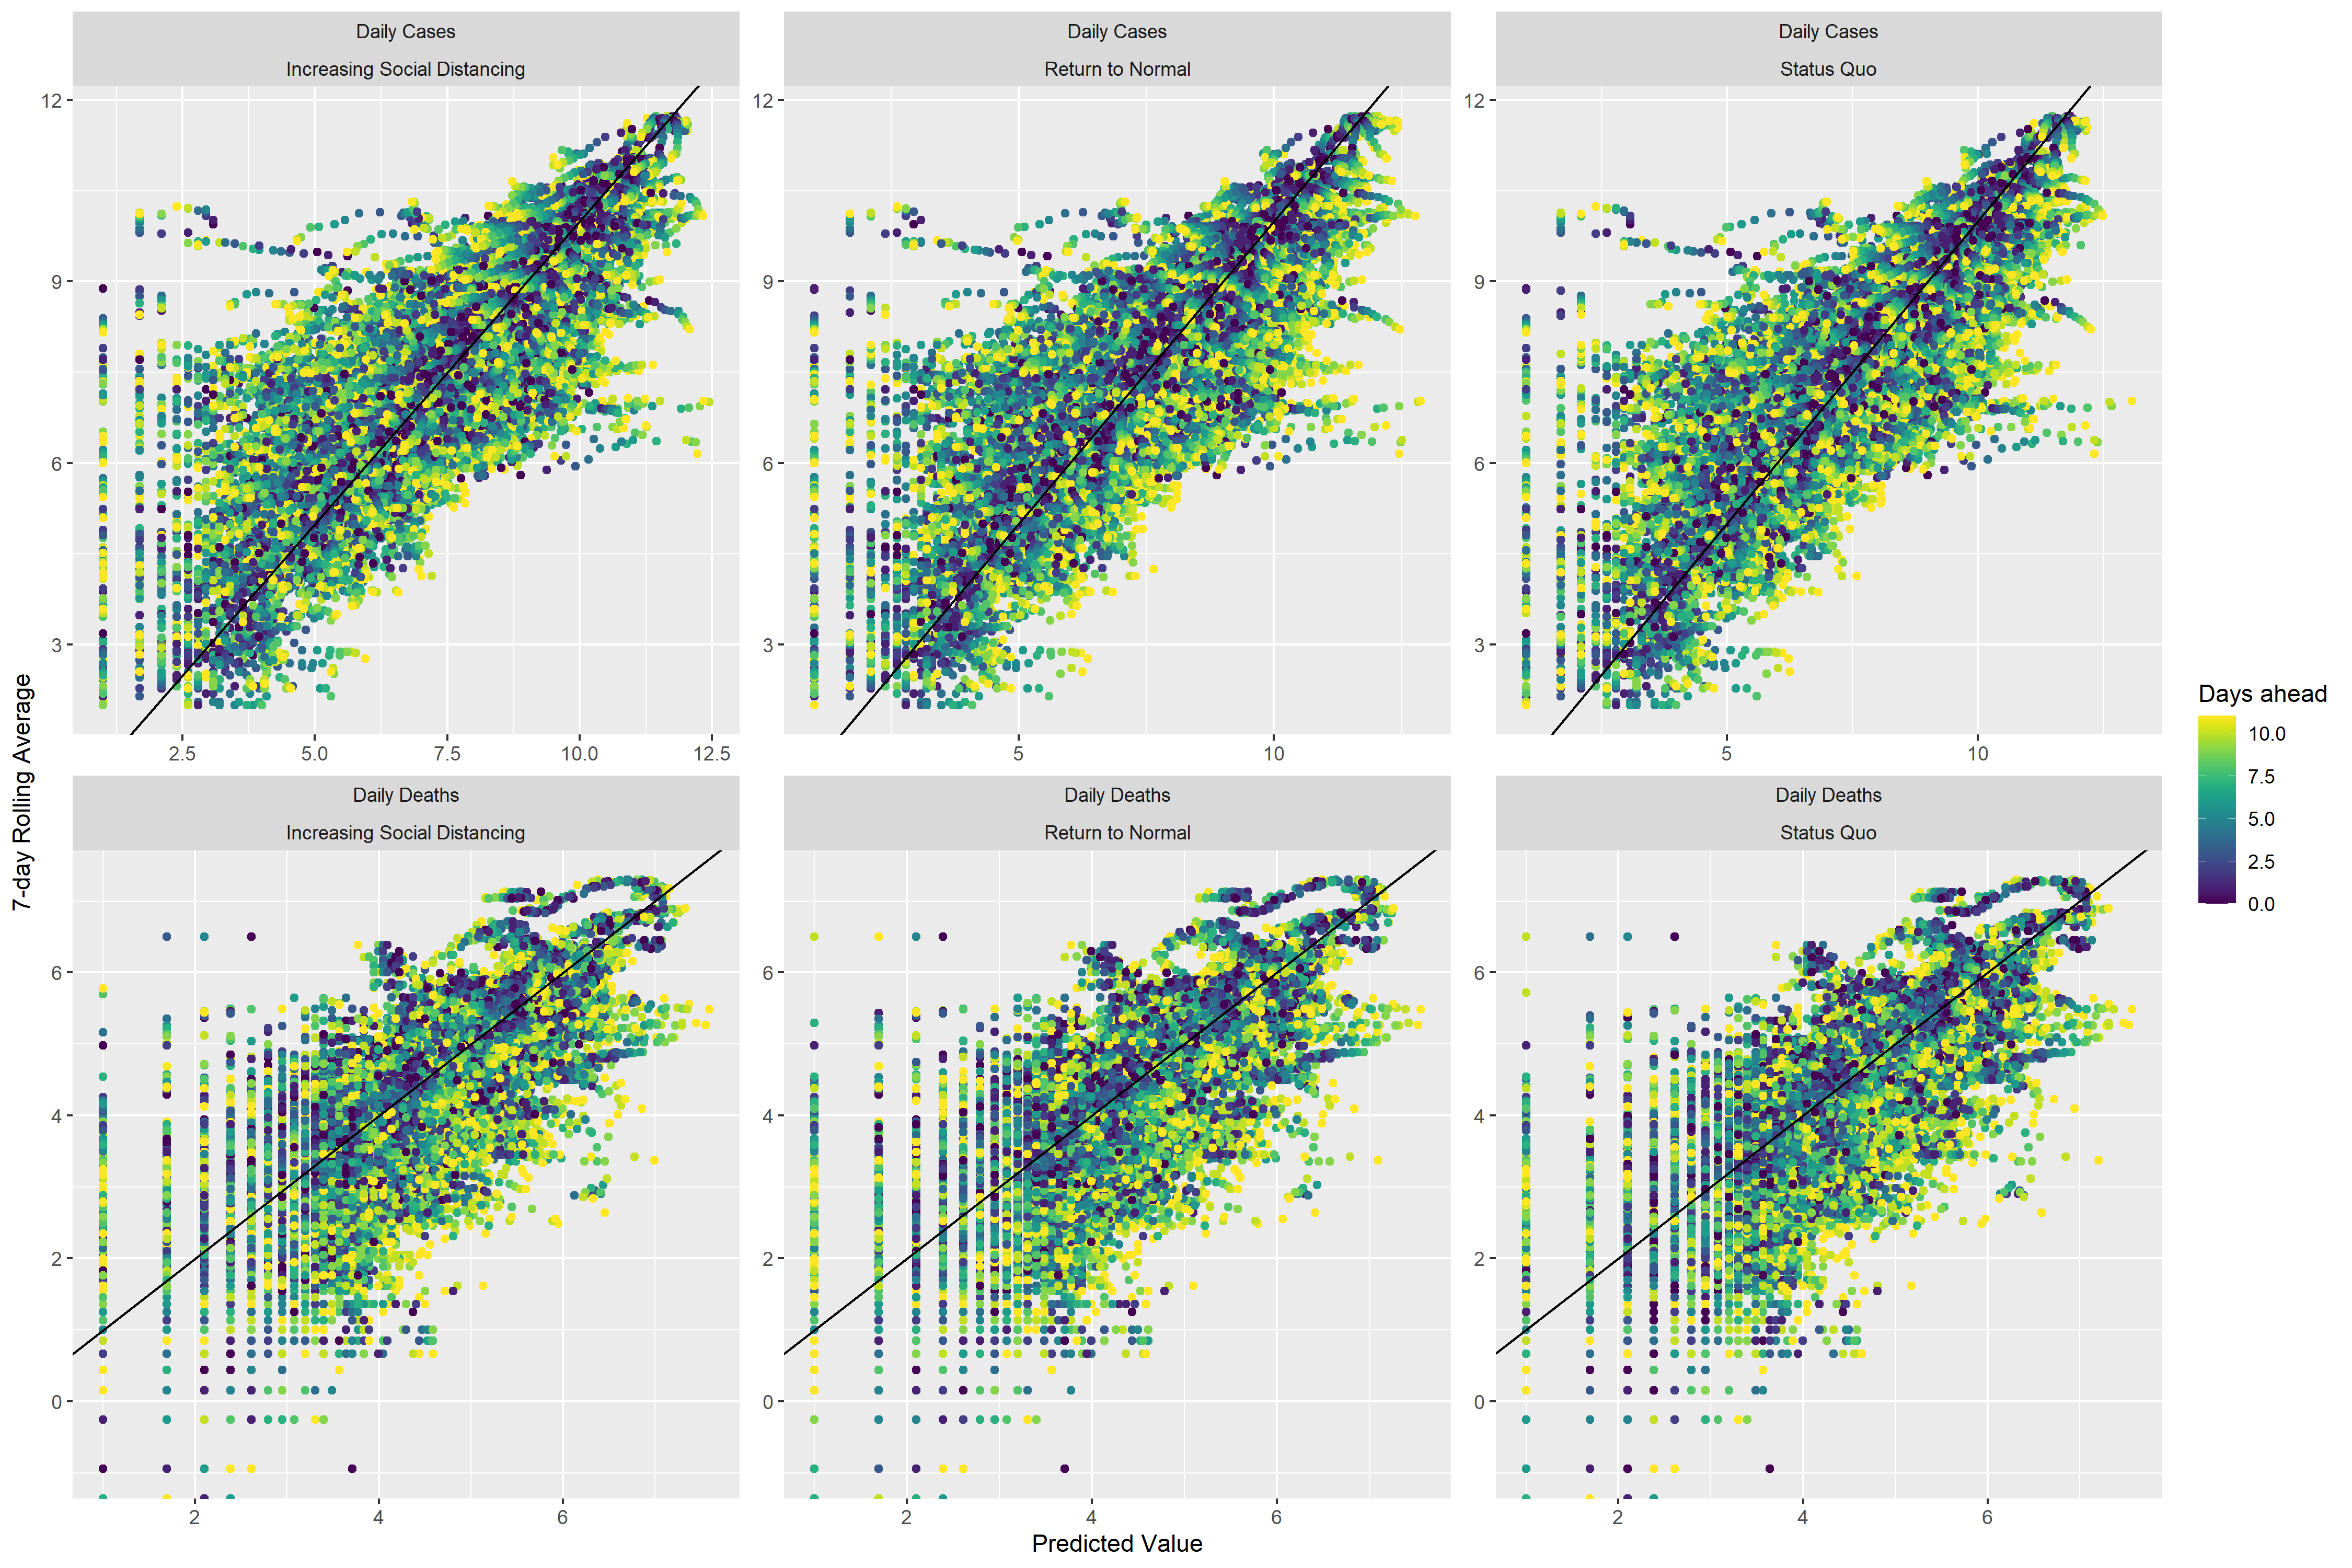 Daily Cases
Increasing Social Distancing
Daily Cases
Return to Normal
Daily Cases
Status Quo
12
9
6
3
2.5 5.0 7.5 10.0 12.5
12
9
6
3
5 10
12
9
6
3
5 10
Daily Deaths
Increasing Social Distancing
Daily Deaths
Return to Normal
Daily Deaths
Status Quo
6
4
2
0
2 4 6
6
4
2
0
2 4 6
6
4
2
0
2 4 6
7-day Rolling Average
Predicted Value
Days ahead
10.0
7.5
5.0
2.5
0.0